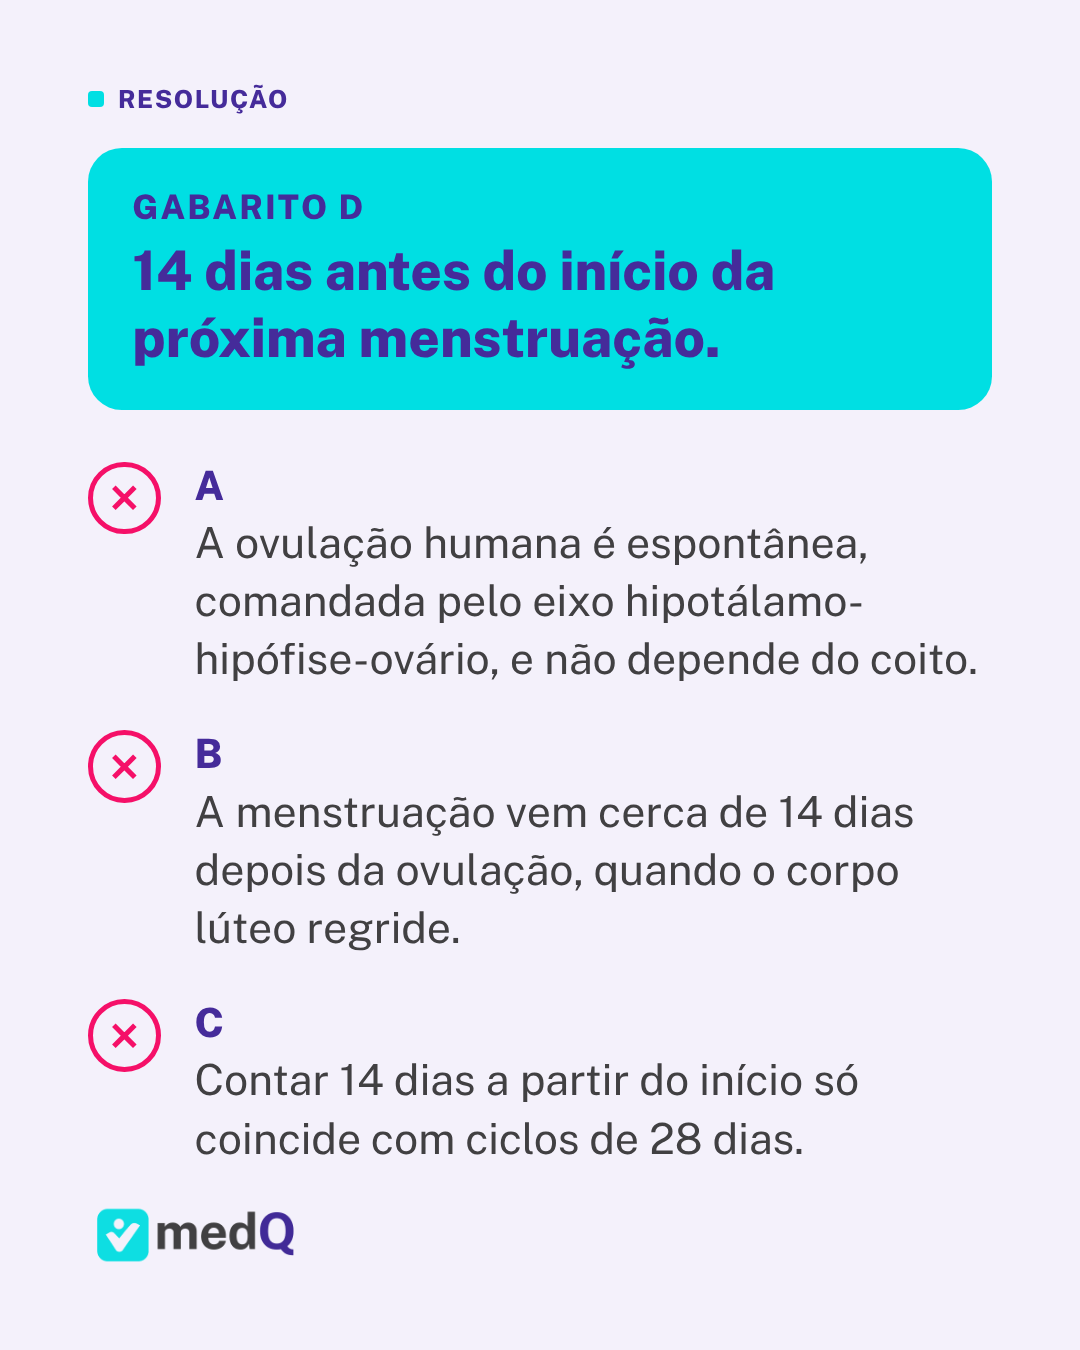 RESOLUÇÃO
GABARITO D
14 dias antes do início da
próxima menstruação.
A
A ovulação humana é espontânea,
comandada pelo eixo hipotálamo-
hipófise-ovário, e não depende do coito.
B
A menstruação vem cerca de 14 dias
depois da ovulação, quando o corpo
lúteo regride.
C
Contar 14 dias a partir do início só
coincide com ciclos de 28 dias.
medQ